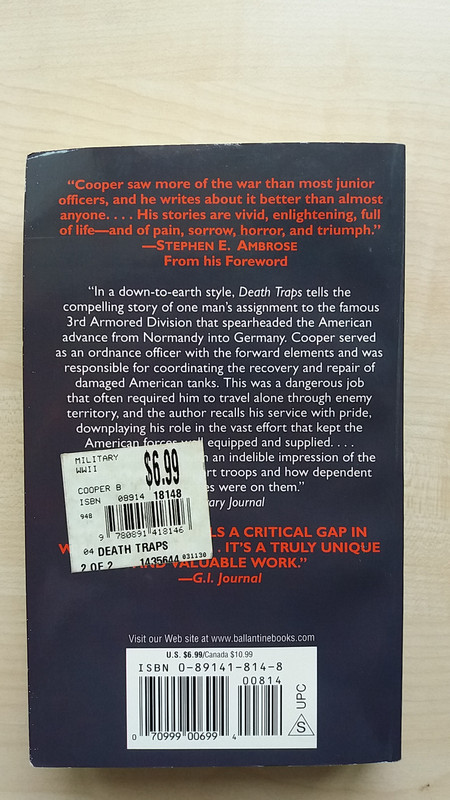 “Cooper saw more of the war than most junior
officers, and he writes about it better than almost
anyone. . . . His stories are vivid, enlightening, full
of life—and of pain, sorrow, horror, and triumph.”
—STEPHEN E. AMBROSE
From his Foreword
“In a down-to-earth style, Death Traps tells the
compelling story of one man’s assignment to the famous
3rd Armored Division that spearheaded the American
advance from Normandy into Germany. Cooper served
as an ordnance officer with the forward elements and was
responsible for coordinating the recovery and repair of
damaged American tanks. This was a dangerous job
that often required him to travel alone through enemy
territory, and the author recalls his service with pride,
downplaying his role in the vast effort that kept the
American forces well equipped and supplied. . . .
an indelible impression of the
troops and how dependent
were on them.”
Journal
A CRITICAL GAP IN
. IT’S A TRULY UNIQUE
AND VALUABLE WORK.”
—G.I. Journal
MILITARY
WWII
$6.99
COOPER B
ISBN 08914 18148
948
9 780891 418146
04 DEATH TRAPS
2 OF 2 1435644 031130
Visit our Web site at www.ballantinebooks.com
U.S. $6.99/Canada $10.99
ISBN 0-89141-814-8
00814
0 70999 00699 4
S UPC